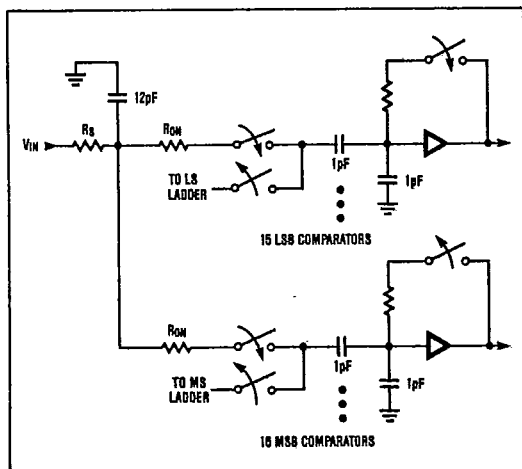 12pF
VIN
RS
RON
TO LS
LADDER
1pF
1pF
15 LSB COMPARATORS
RON
TO MS
LADDER
1pF
1pF
16 MSB COMPARATORS